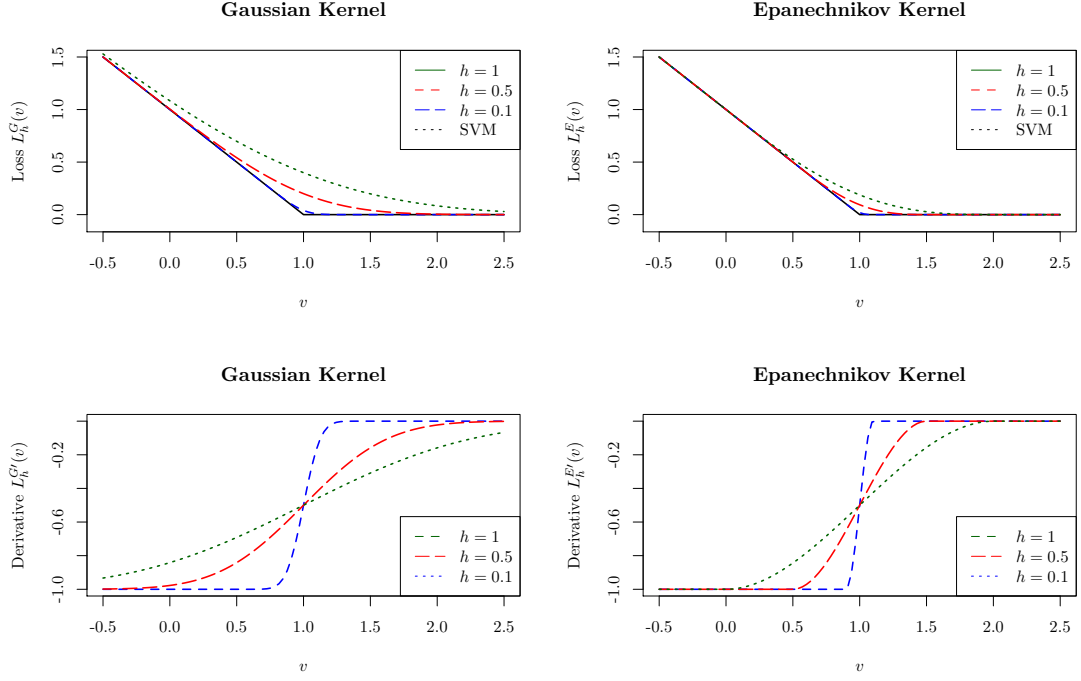 Gaussian Kernel
Loss $L_h^G(v)$
1.5
1.0
0.5
0.0
h = 1
h = 0.5
h = 0.1
SVM
-0.5 0.0 0.5 1.0 1.5 2.0 2.5
v
Epanechnikov Kernel
Loss $L_h^E(v)$
1.5
1.0
0.5
0.0
h = 1
h = 0.5
h = 0.1
SVM
-0.5 0.0 0.5 1.0 1.5 2.0 2.5
v
Gaussian Kernel
Derivative $L_h^{G\prime}(v)$
-0.2
-0.6
-1.0
h = 1
h = 0.5
h = 0.1
-0.5 0.0 0.5 1.0 1.5 2.0 2.5
v
Epanechnikov Kernel
Derivative $L_h^{E\prime}(v)$
-0.2
-0.6
-1.0
h = 1
h = 0.5
h = 0.1
-0.5 0.0 0.5 1.0 1.5 2.0 2.5
v